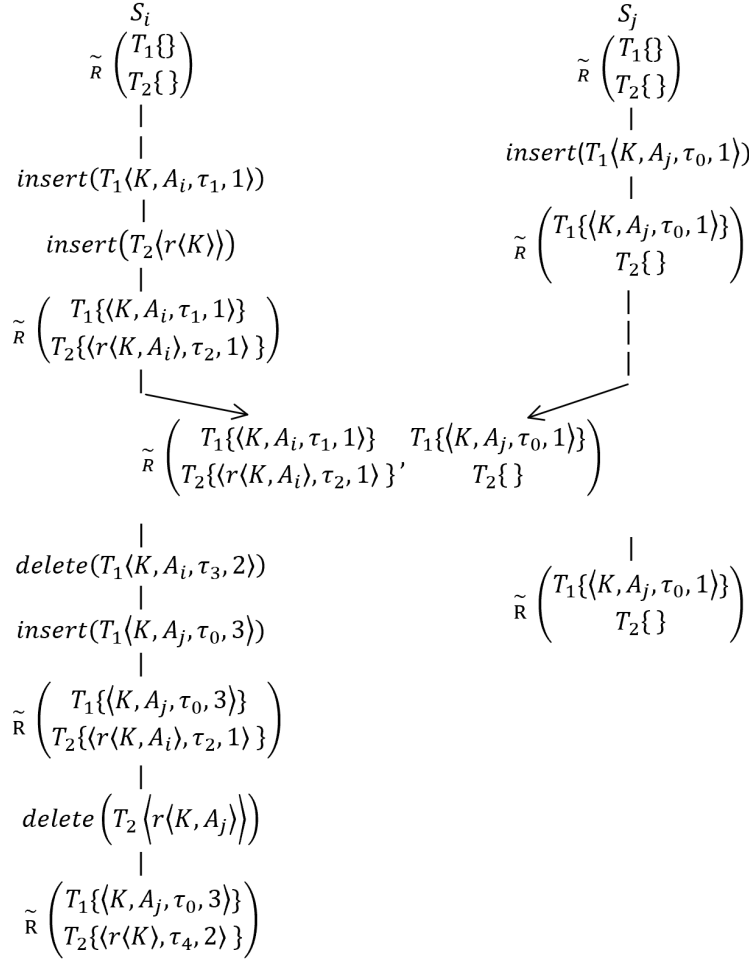 S_i
R̃ (T_1{}
T_2{ })
insert(T_1⟨K, A_i, τ_1, 1⟩)
insert(T_2⟨r⟨K⟩⟩)
R̃ (T_1{⟨K, A_i, τ_1, 1⟩}
T_2{⟨r⟨K, A_i⟩, τ_2, 1⟩ })
S_j
R̃ (T_1{}
T_2{ })
insert(T_1⟨K, A_j, τ_0, 1⟩)
R̃ (T_1{⟨K, A_j, τ_0, 1⟩}
T_2{ })
R̃ (T_1{⟨K, A_i, τ_1, 1⟩} , T_1{⟨K, A_j, τ_0, 1⟩}
T_2{⟨r⟨K, A_i⟩, τ_2, 1⟩ } T_2{ })
delete(T_1⟨K, A_i, τ_3, 2⟩)
insert(T_1⟨K, A_j, τ_0, 3⟩)
R̃ (T_1{⟨K, A_j, τ_0, 3⟩}
T_2{⟨r⟨K, A_i⟩, τ_2, 1⟩ })
delete(T_2⟨r⟨K, A_j⟩⟩)
R̃ (T_1{⟨K, A_j, τ_0, 3⟩}
T_2{⟨r⟨K⟩, τ_4, 2⟩ })
R̃ (T_1{⟨K, A_j, τ_0, 1⟩}
T_2{ })